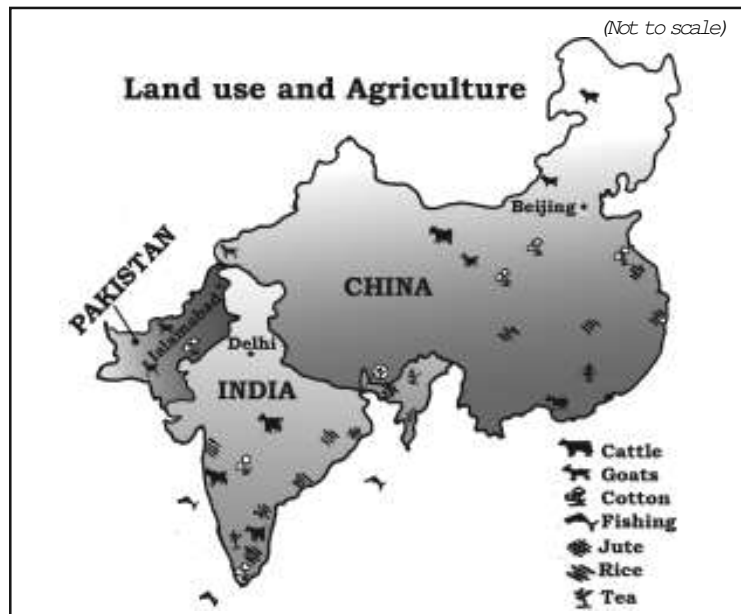 (Not to scale)
Land use and Agriculture
Beijing
PAKISTAN
CHINA
Islamabad
Delhi
INDIA
Cattle
Goats
Cotton
Fishing
Jute
Rice
Tea